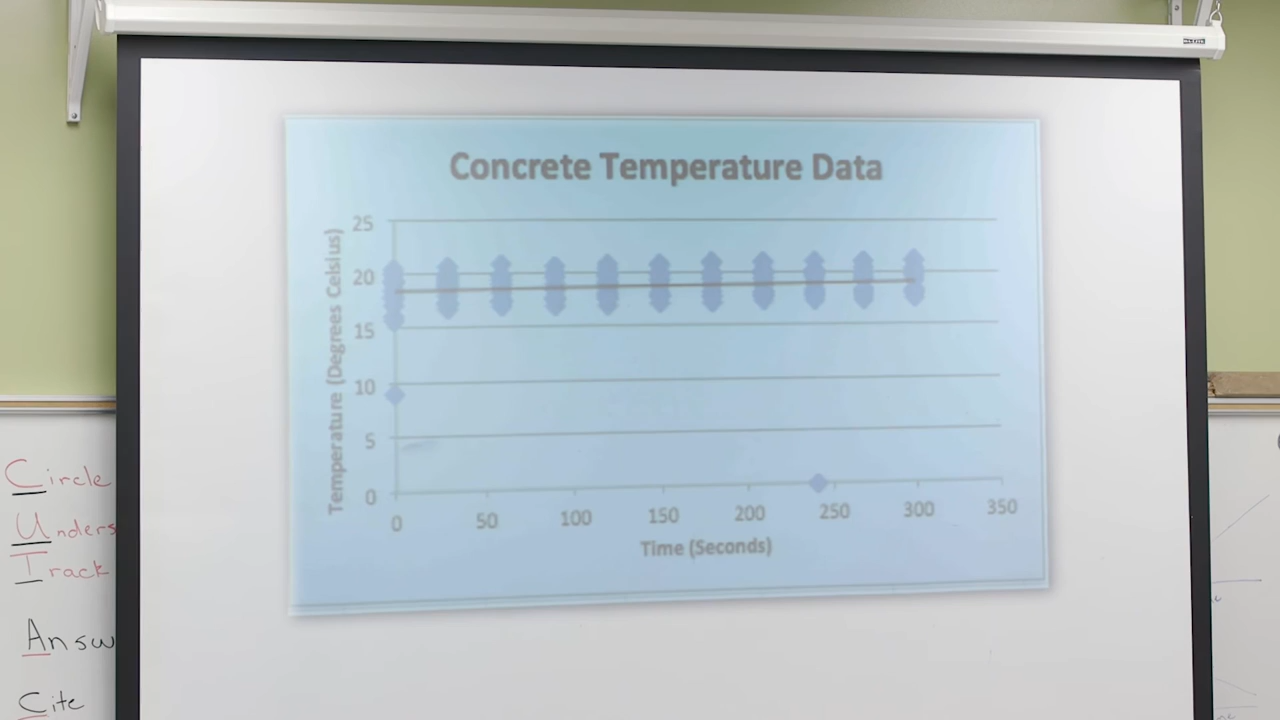 Concrete Temperature Data
Temperature (Degrees Celsius)
25
20
15
10
5
0
0 50 100 150 200 250 300 350
Time (Seconds)
Circle
Unders
Track
Answ
Cite